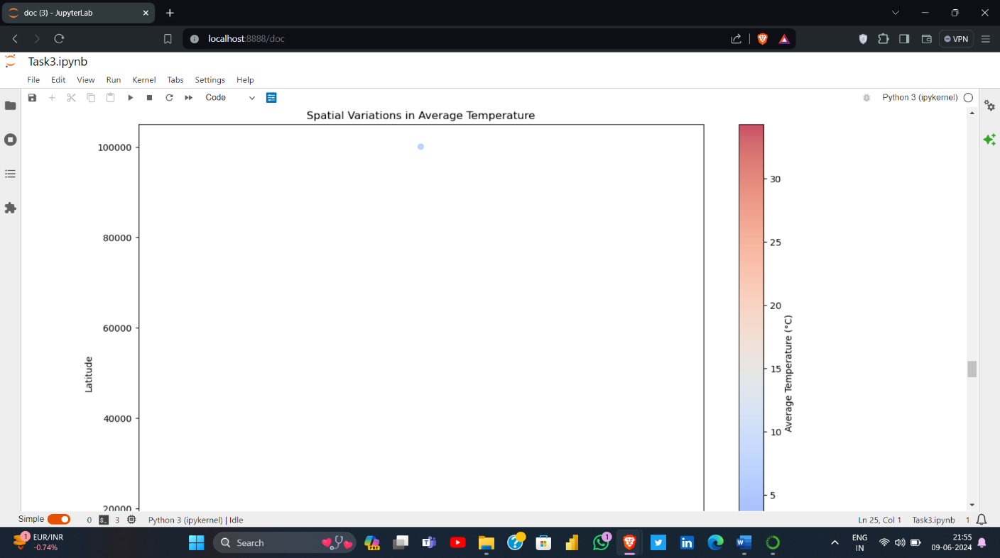 doc (3) - JupyterLab
localhost:8888/doc
VPN
Task3.ipynb
File Edit View Run Kernel Tabs Settings Help
Code
Python 3 (ipykernel)
Spatial Variations in Average Temperature
100000
80000
60000
40000
20000
Latitude
30
25
20
15
10
5
Average Temperature (°C)
Simple 0 $_ 3 Python 3 (ipykernel) | Idle Ln 25, Col 1 Task3.ipynb 1
1 EUR/INR
-0.74%
Search
PRE
1
ENG
IN
21:55
09-06-2024